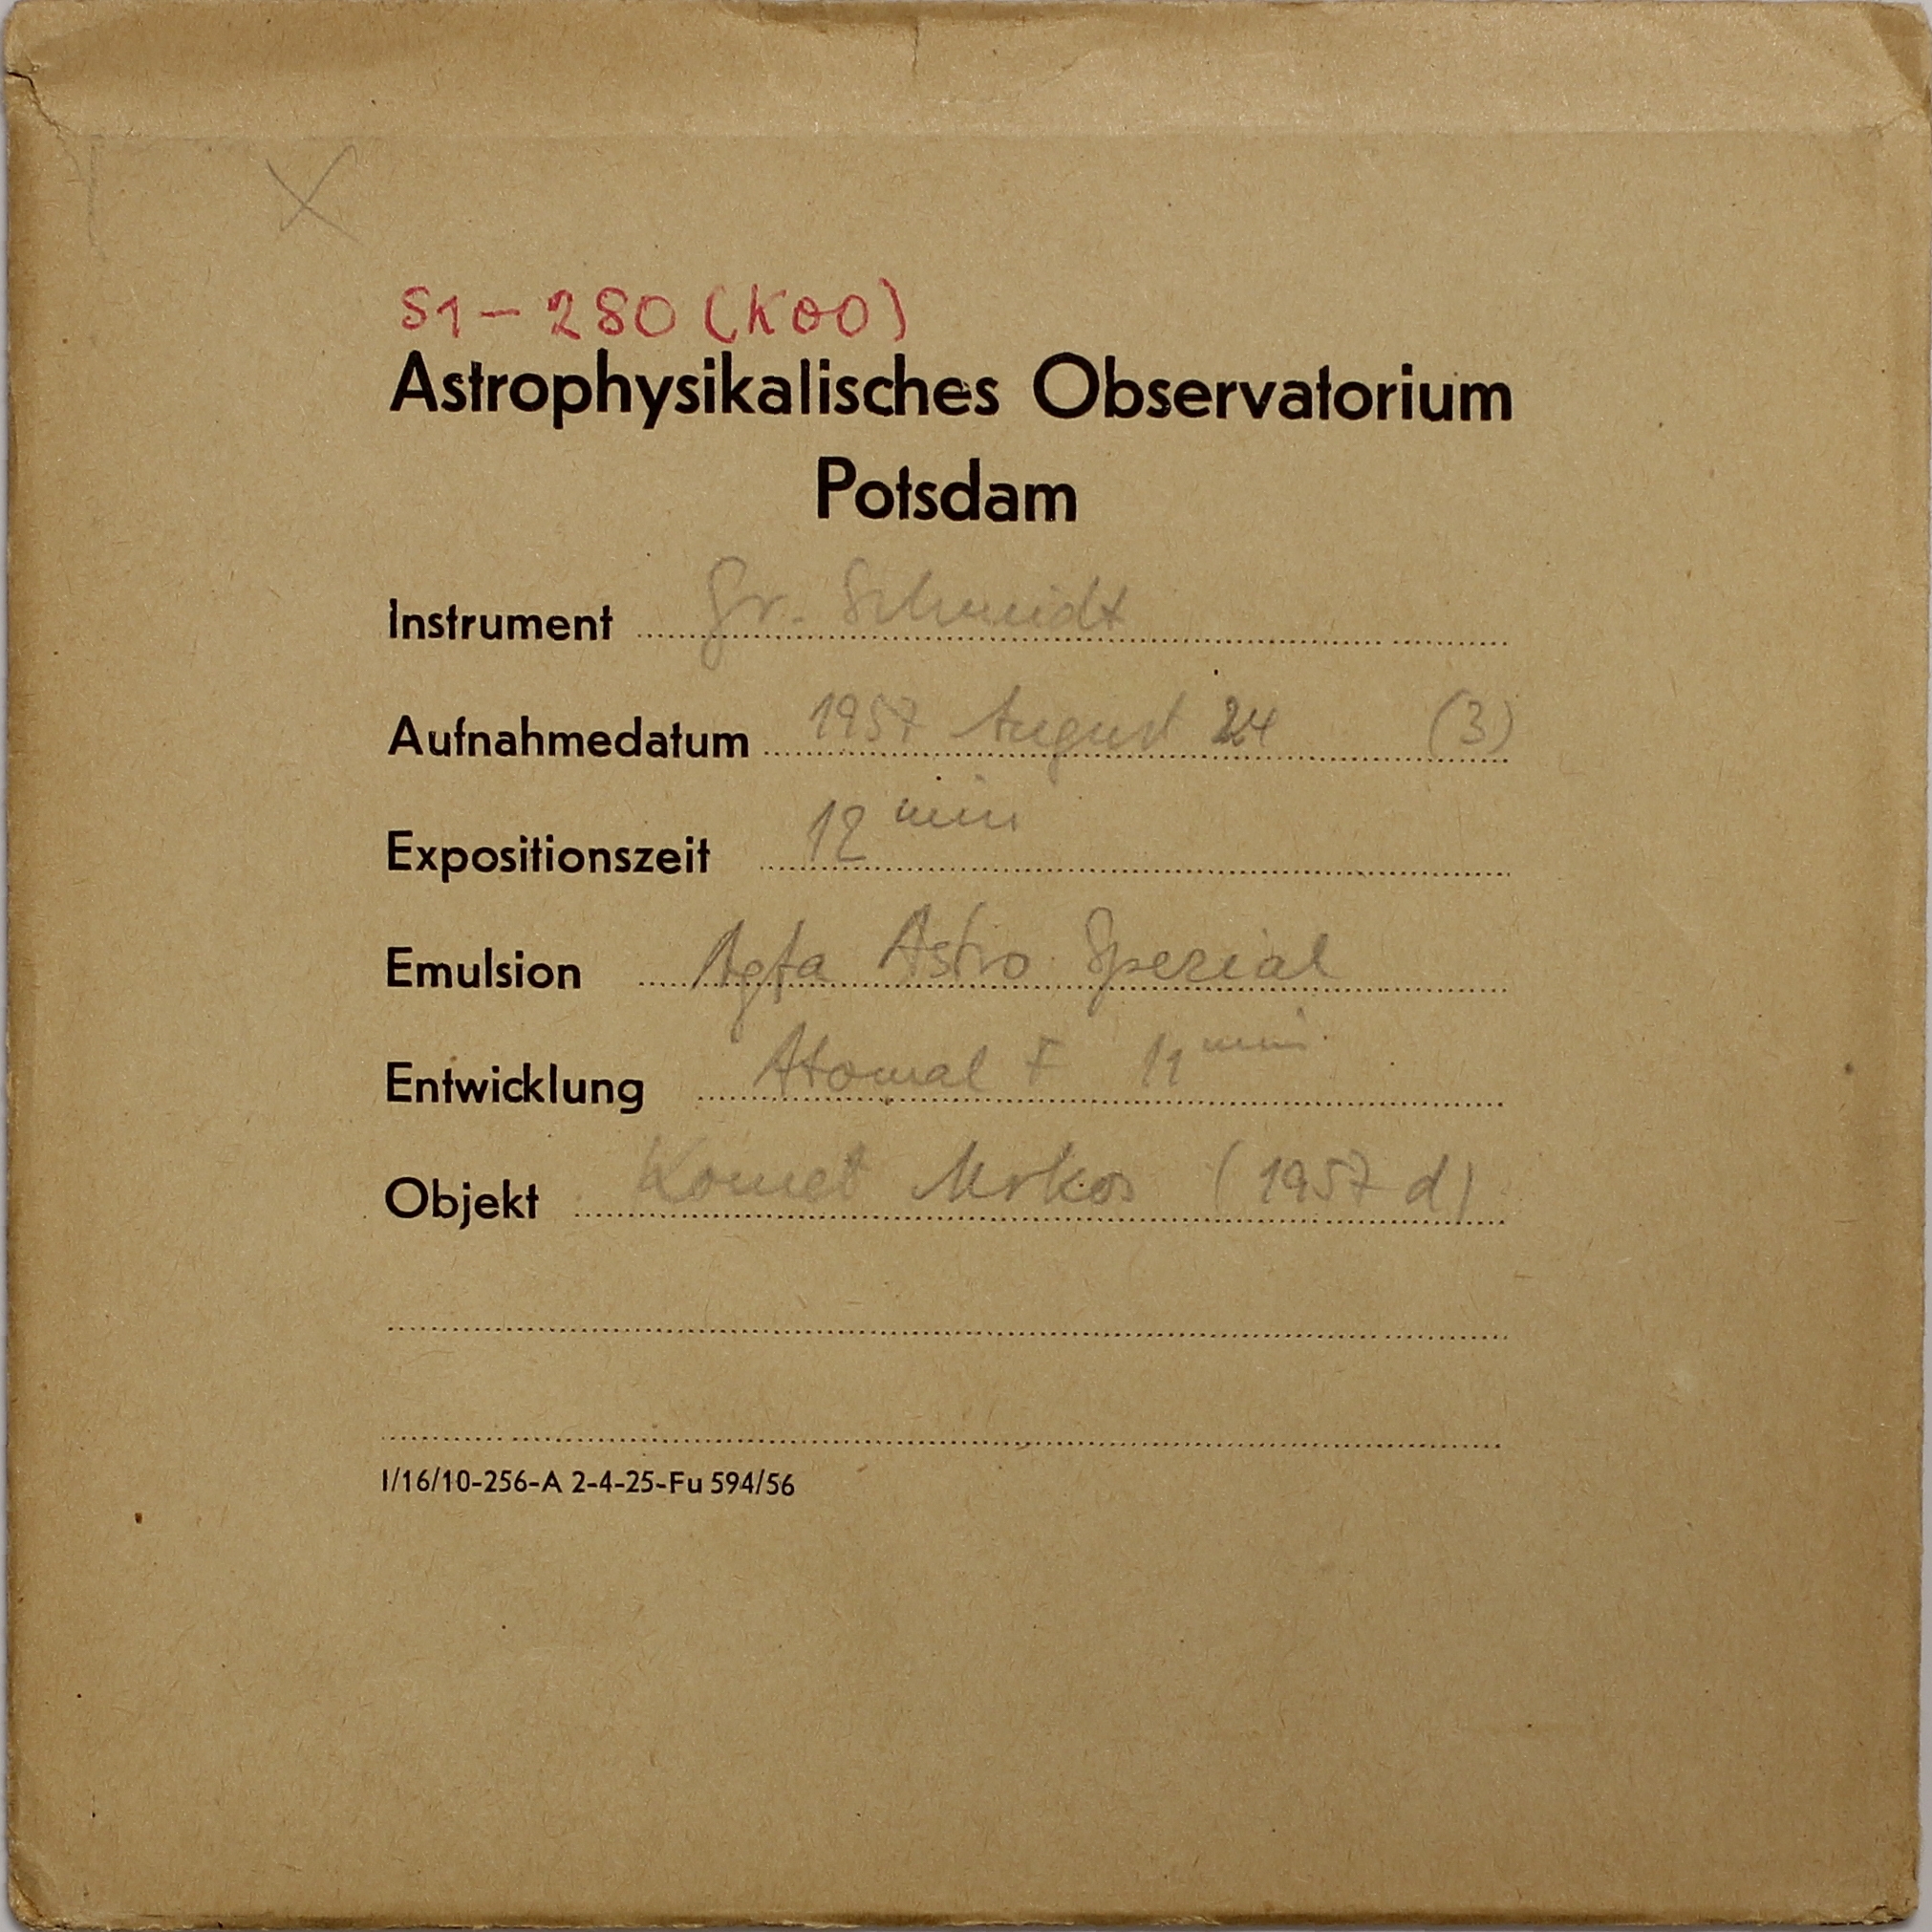 S1-280 (K00)
Astrophysikalisches Observatorium
Potsdam
Instrument Gr. Schmidt
Aufnahmedatum 1957 August 24 (3)
Expositionszeit 12 min
Emulsion Agfa Astro Spezial
Entwicklung Atomal F 11 min
Objekt Komet Mrkos (1957 d)
I/16/10-256-A 2-4-25-Fu 594/56